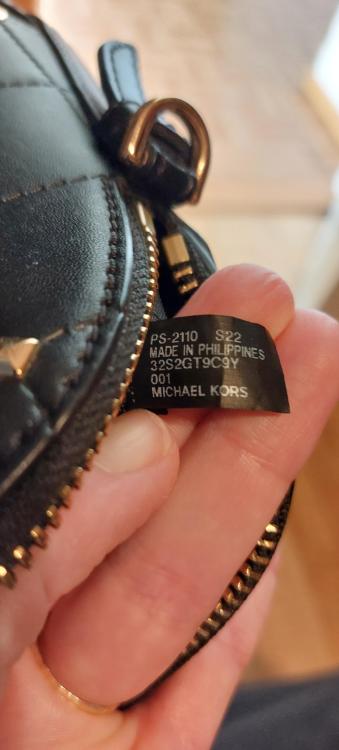 PS-2110 S22
MADE IN PHILIPPINES
32S2GT9C9Y
001
MICHAEL KORS